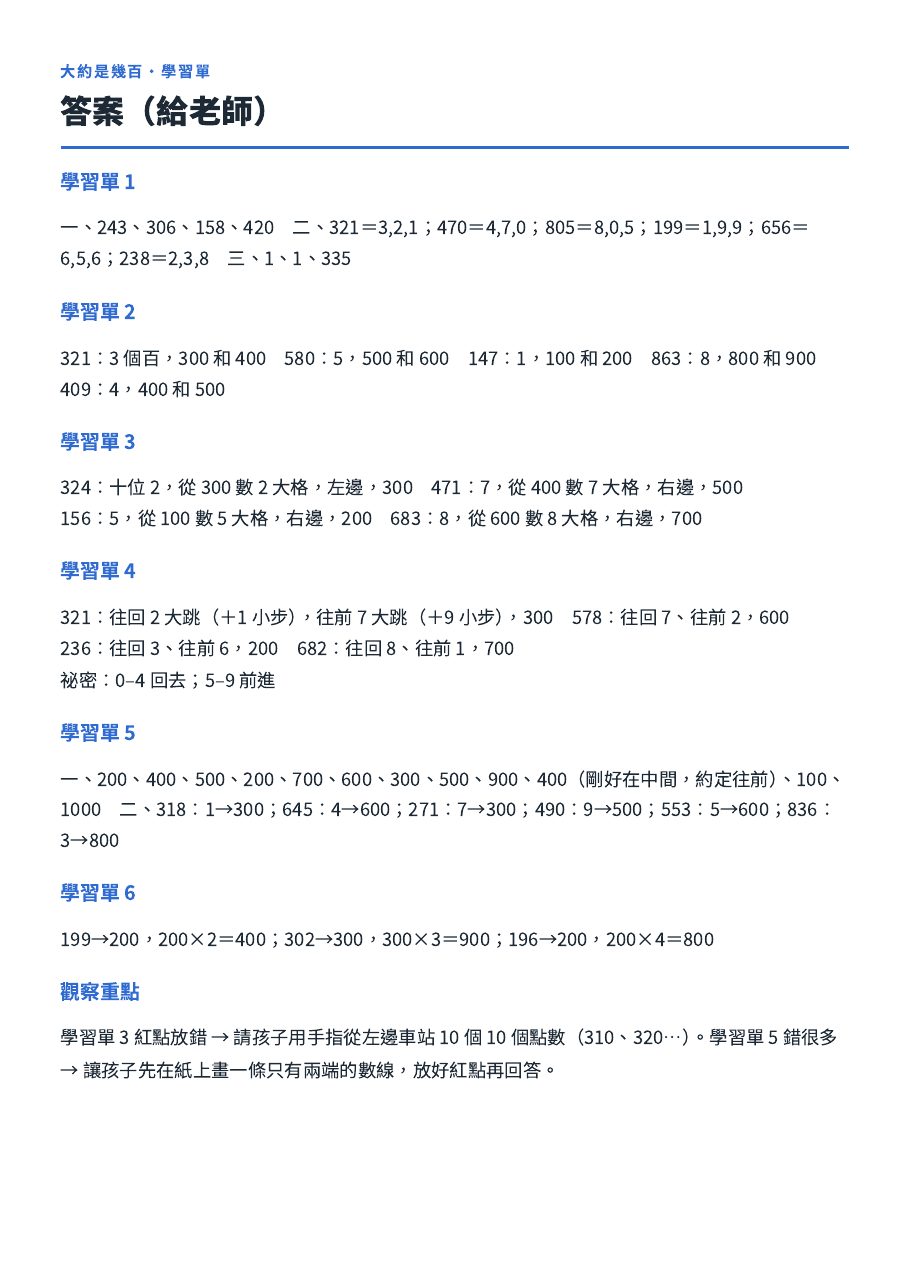 大約是幾百・學習單
答案（給老師）
學習單 1
一、243、306、158、420　二、321＝3,2,1；470＝4,7,0；805＝8,0,5；199＝1,9,9；656＝
6,5,6；238＝2,3,8　三、1、1、335
學習單 2
321：3 個百，300 和 400　580：5，500 和 600　147：1，100 和 200　863：8，800 和 900
409：4，400 和 500
學習單 3
324：十位 2，從 300 數 2 大格，左邊，300　471：7，從 400 數 7 大格，右邊，500
156：5，從 100 數 5 大格，右邊，200　683：8，從 600 數 8 大格，右邊，700
學習單 4
321：往回 2 大跳（＋1 小步），往前 7 大跳（＋9 小步），300　578：往回 7、往前 2，600
236：往回 3、往前 6，200　682：往回 8、往前 1，700
祕密：0–4 回去；5–9 前進
學習單 5
一、200、400、500、200、700、600、300、500、900、400（剛好在中間，約定往前）、100、
1000　二、318：1→300；645：4→600；271：7→300；490：9→500；553：5→600；836：
3→800
學習單 6
199→200，200×2＝400；302→300，300×3＝900；196→200，200×4＝800
觀察重點
學習單 3 紅點放錯 → 請孩子用手指從左邊車站 10 個 10 個點數（310、320…）。學習單 5 錯很多
→ 讓孩子先在紙上畫一條只有兩端的數線，放好紅點再回答。